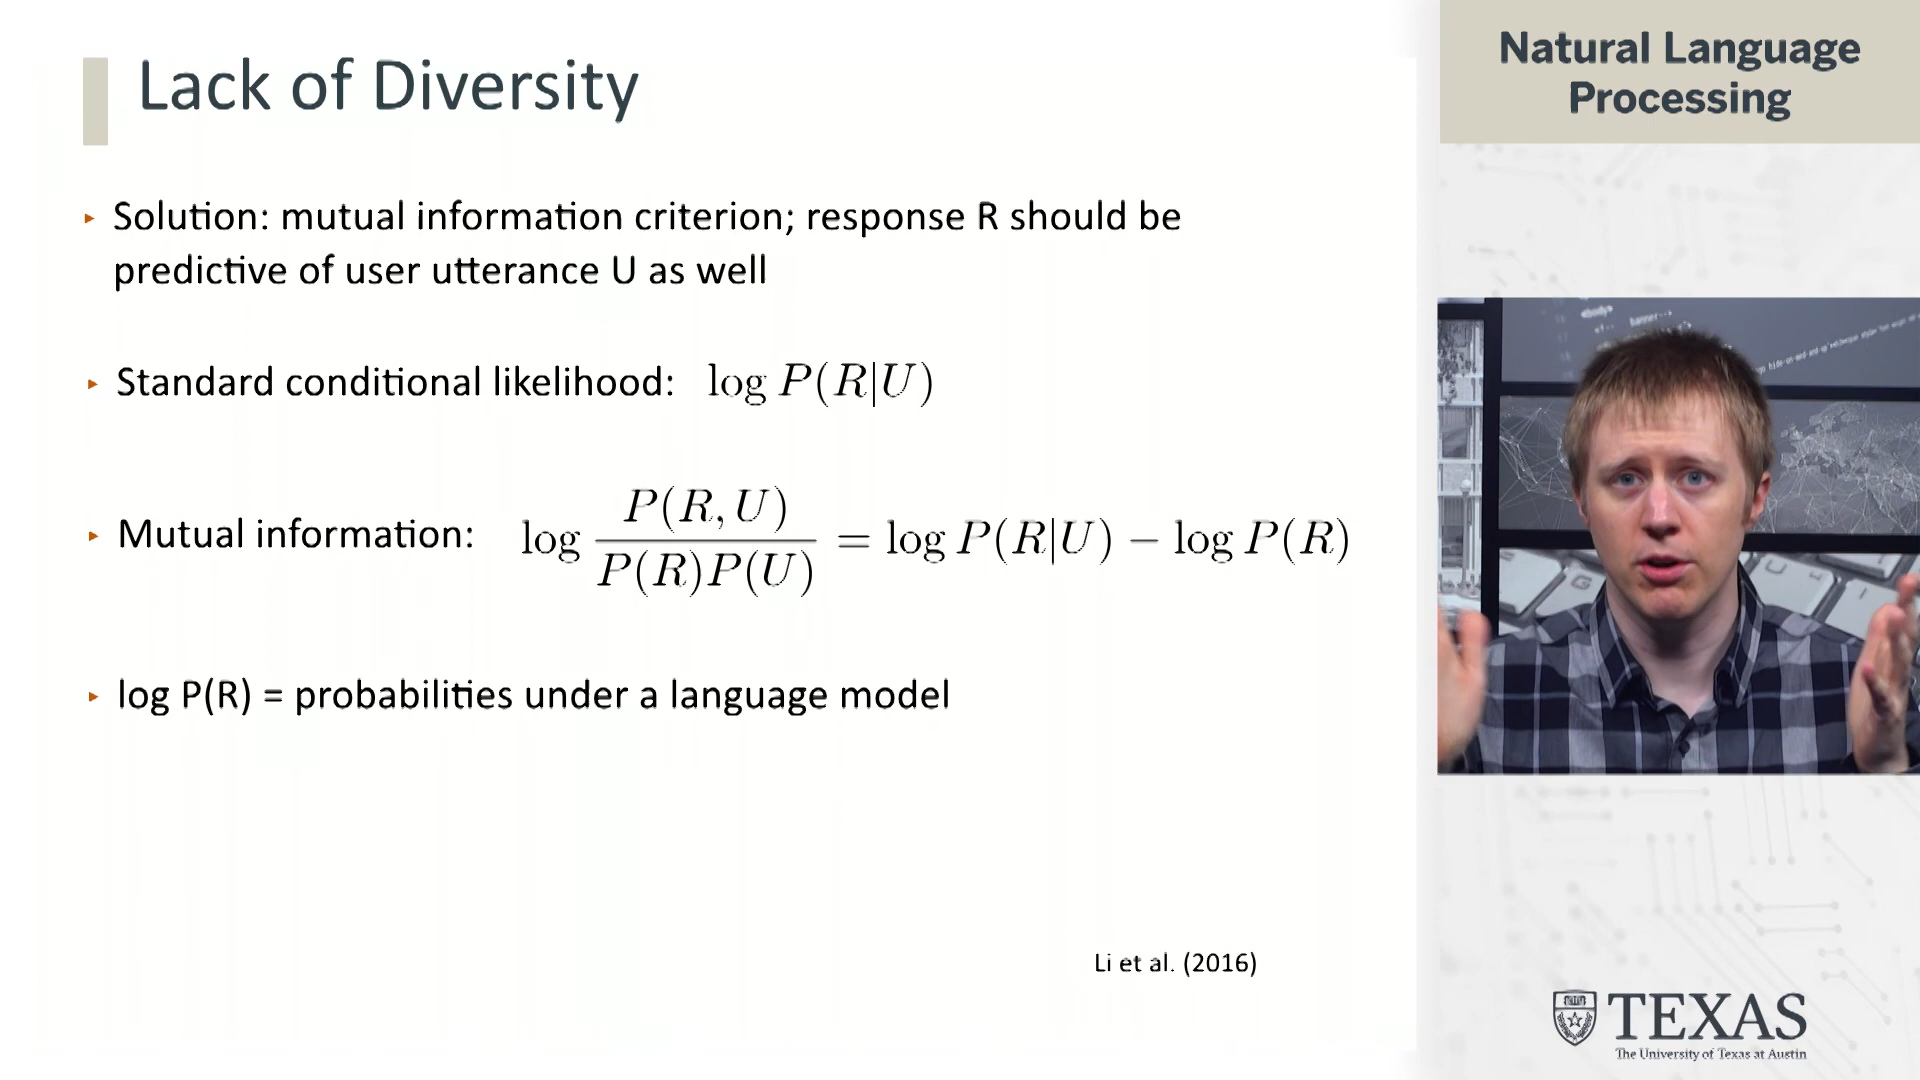 Lack of Diversity
Natural Language
Processing
▸ Solution: mutual information criterion; response R should be
predictive of user utterance U as well
▸ Standard conditional likelihood: log P(R|U)
▸ Mutual information: log P(R, U) / P(R)P(U) = log P(R|U) − log P(R)
▸ log P(R) = probabilities under a language model
Li et al. (2016)
TEXAS
The University of Texas at Austin